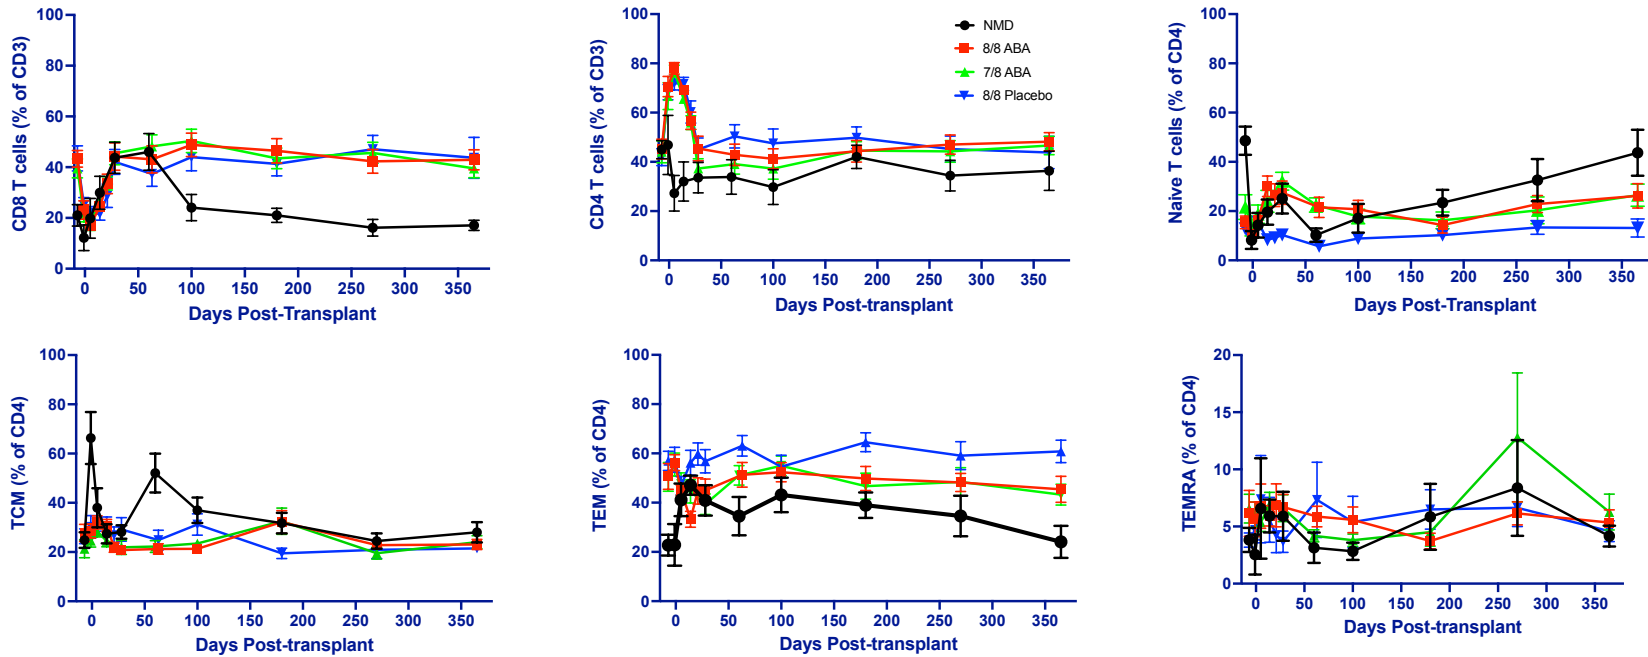 CD8 T cells (% of CD3)
100
80
60
40
20
0
0 50 100 150 200 250 300 350
Days Post-Transplant
CD4 T cells (% of CD3)
100
80
60
40
20
0
0 50 100 150 200 250 300 350
Days Post-transplant
NMD
8/8 ABA
7/8 ABA
8/8 Placebo
Naive T cells (% of CD4)
100
80
60
40
20
0
0 50 100 150 200 250 300 350
Days Post-Transplant
TCM (% of CD4)
100
80
60
40
20
0
0 50 100 150 200 250 300 350
Days Post-transplant
TEM (% of CD4)
100
80
60
40
20
0
0 50 100 150 200 250 300 350
Days Post-transplant
TEMRA (% of CD4)
20
15
10
5
0
0 50 100 150 200 250 300 350
Days Post-transplant